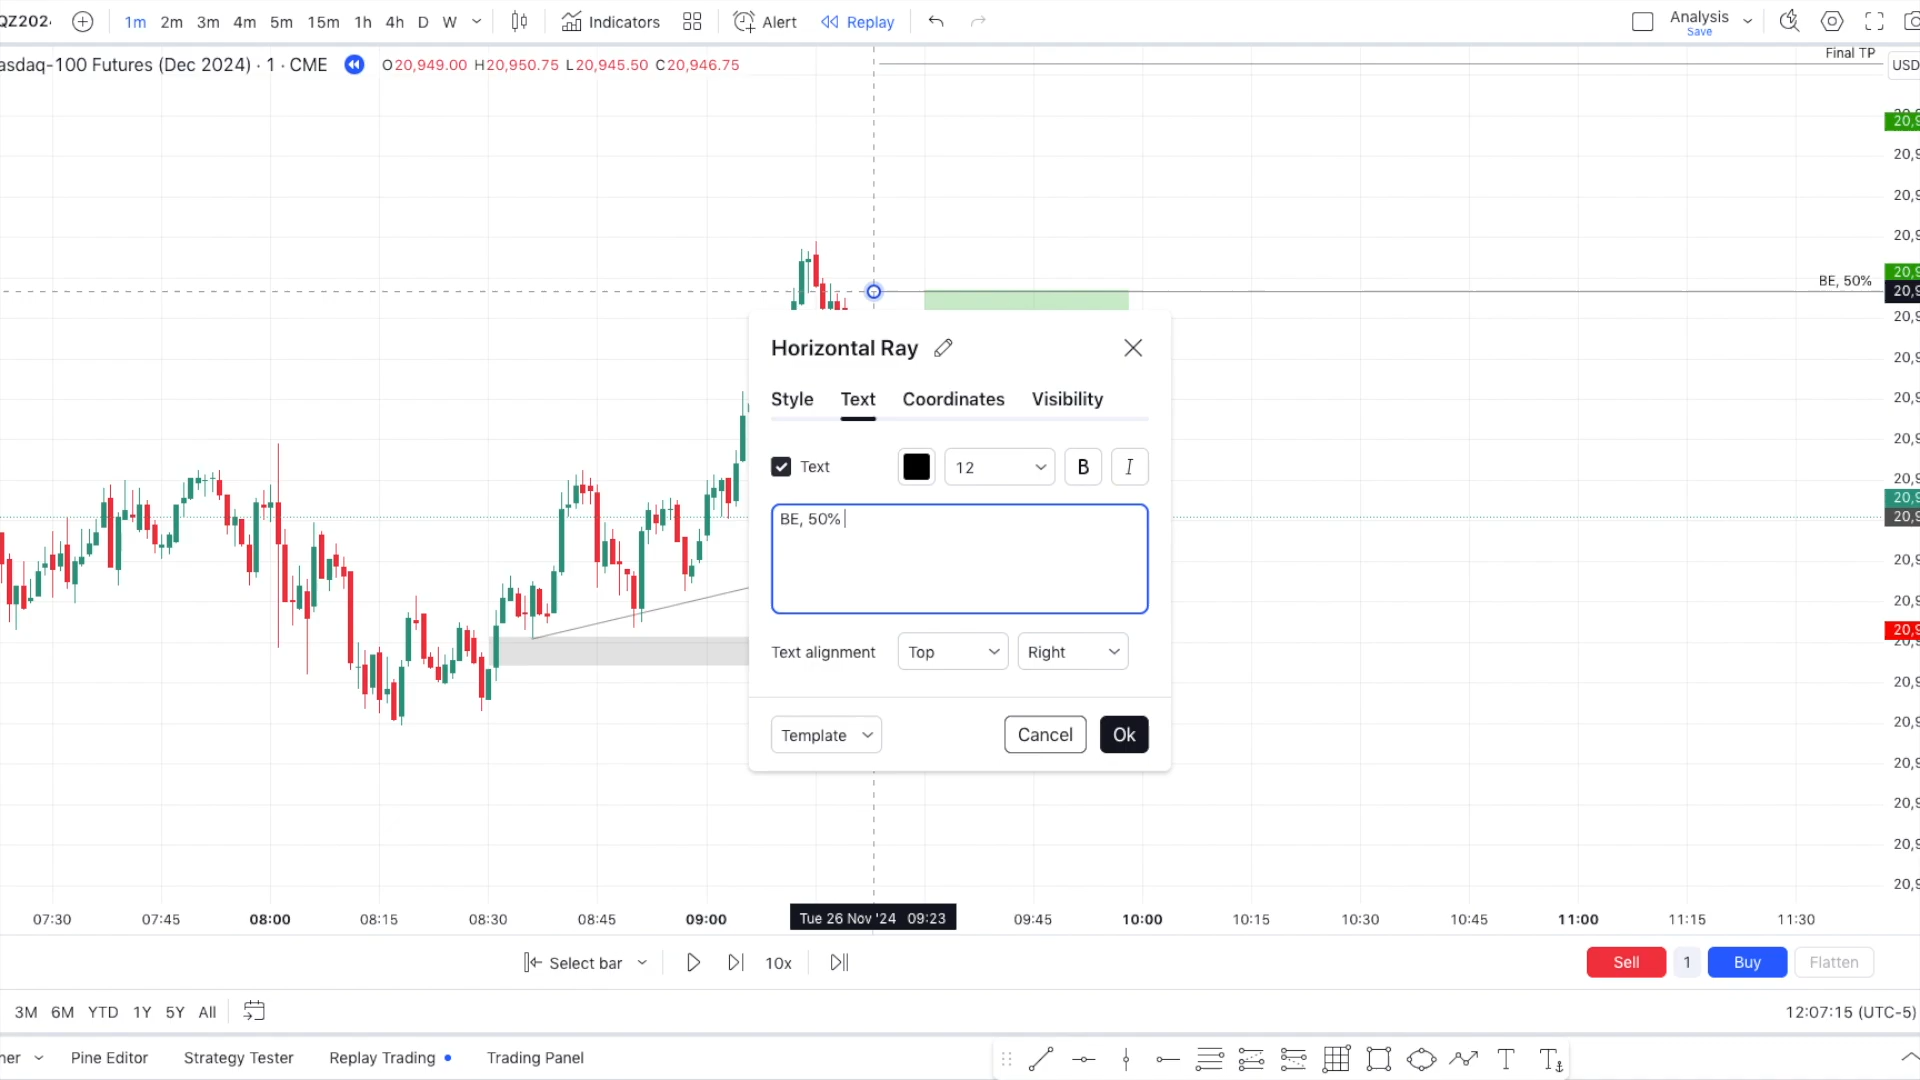 QZ202 1m 2m 3m 4m 5m 15m 1h 4h D W Indicators Alert Replay Analysis
Save
asdaq-100 Futures (Dec 2024) · 1 · CME O20,949.00 H20,950.75 L20,945.50 C20,946.75
Final TP
USD
BE, 50%
Horizontal Ray
Style Text Coordinates Visibility
Text 12 B I
BE, 50%
Text alignment Top Right
Template Cancel Ok
07:30 07:45 08:00 08:15 08:30 08:45 09:00 Tue 26 Nov '24 09:23 09:45 10:00 10:15 10:30 10:45 11:00 11:15 11:30
Select bar 10x Sell 1 Buy Flatten
3M 6M YTD 1Y 5Y All 12:07:15 (UTC-5)
ner Pine Editor Strategy Tester Replay Trading Trading Panel